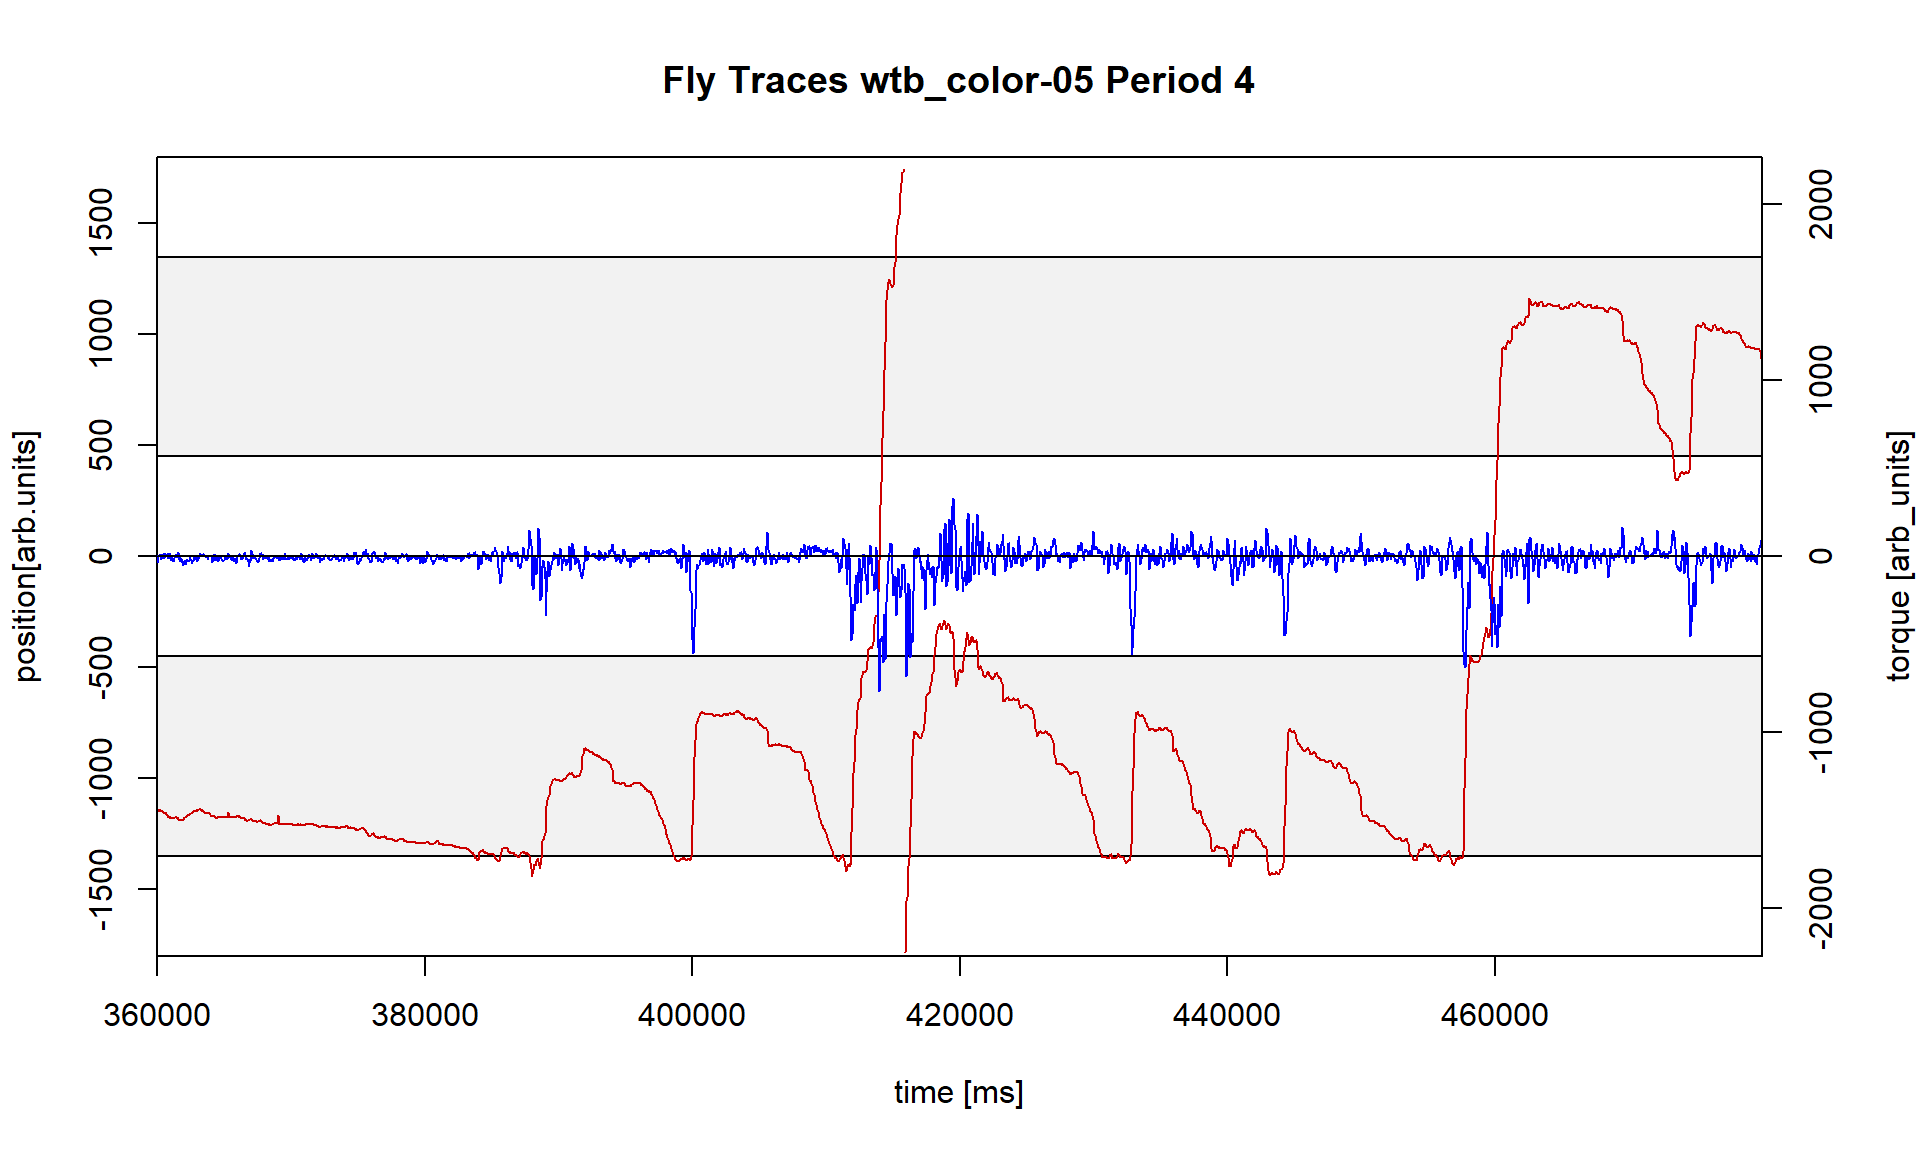 Fly Traces wtb_color-05 Period 4
position[arb.units]
1500
1000
500
0
-500
-1000
-1500
2000
1000
0
-1000
-2000
torque [arb_units]
360000 380000 400000 420000 440000 460000
time [ms]